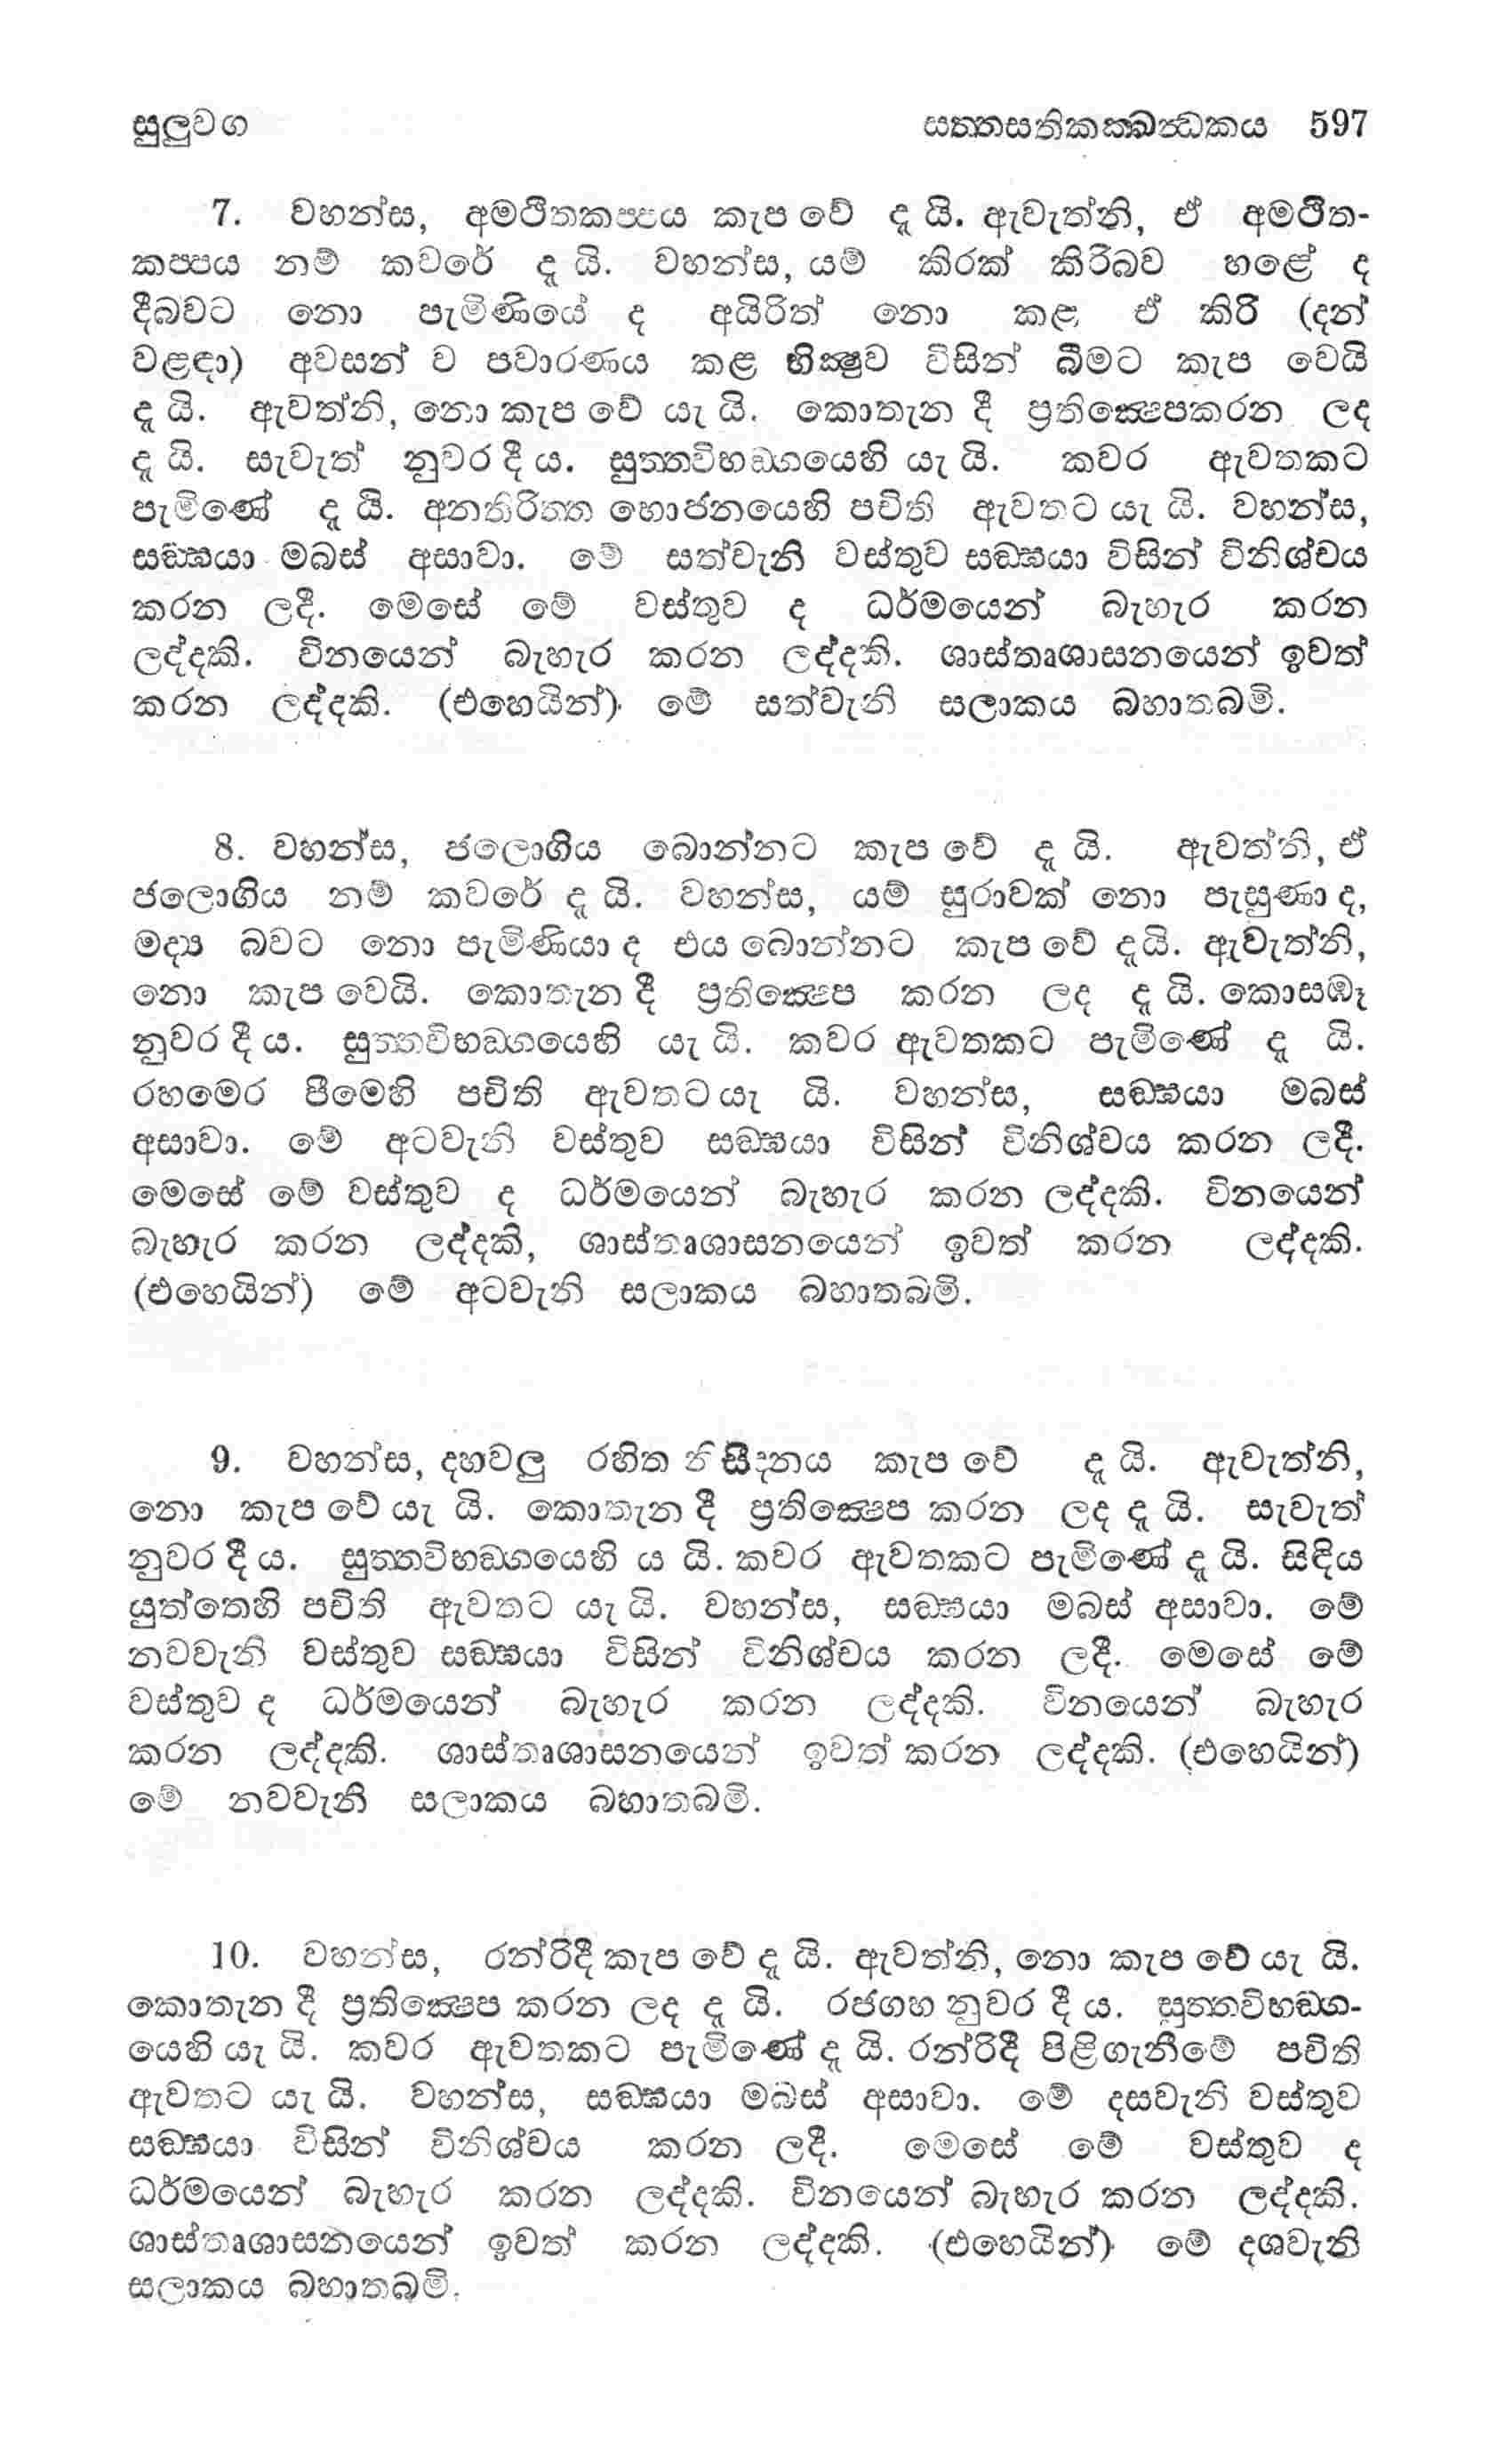 සුලුවග සත්තසතිකක්ඛන්ධකය 597
7. වහන්ස, අමථිතකප්පය කැප වේ දැ යි. ඇවැත්නි, ඒ අමථිත-
කප්පය නම් කවරේ දැ යි. වහන්ස, යම් කිරක් කිරිබව හළේ ද
දීබවට නො පැමිණියේ ද අයිරිත් නො කළ ඒ කිරි (දන්
වළඳා) අවසන් ව පවාරණය කළ භික්‍ෂුව විසින් බීමට කැප වෙයි
දැ යි. ඇවත්නි, නො කැප වේ යැ යි. කොතැන දී ප්‍රතික්‍ෂෙපකරන ලද
දැ යි. සැවැත් නුවර දී ය. සුත්තවිභඞ්ගයෙහි යැ යි. කවර ඇවතකට
පැමිණේ දැ යි. අනතිරිත්ත භොජනයෙහි පචිති ඇවතට යැ යි. වහන්ස,
සඞ්ඝයා මබස් අසාවා. මේ සත්වැනි වස්තුව සඞ්ඝයා විසින් විනිශ්චය
කරන ලදී. මෙසේ මේ වස්තුව ද ධර්මයෙන් බැහැර කරන
ලද්දකි. විනයෙන් බැහැර කරන ලද්දකි. ශාස්තෘශාසනයෙන් ඉවත්
කරන ලද්දකි. (එහෙයින්) මේ සත්වැනි සලාකය බහාතබමි.
8. වහන්ස, ජලොගිය බොන්නට කැප වේ දැ යි. ඇවත්නි, ඒ
ජලොගිය නම් කවරේ දැ යි. වහන්ස, යම් සුරාවක් නො පැසුණා ද,
මද්‍ය බවට නො පැමිණියා ද එය බොන්නට කැප වේ දැයි. ඇවැත්නි,
නො කැප වෙයි. කොතැන දී ප්‍රතික්‍ෂෙප කරන ලද දැ යි. කොසඹෑ
නුවර දී ය. සුත්තවිභඞ්ගයෙහි යැ යි. කවර ඇවතකට පැමිණේ දැ යි.
රහමෙර පීමෙහි පචිති ඇවතට යැ යි. වහන්ස, සඞ්ඝයා මබස්
අසාවා. මේ අටවැනි වස්තුව සඞ්ඝයා විසින් විනිශ්චය කරන ලදී.
මෙසේ මේ වස්තුව ද ධර්මයෙන් බැහැර කරන ලද්දකි. විනයෙන්
බැහැර කරන ලද්දකි, ශාස්තෘශාසනයෙන් ඉවත් කරන ලද්දකි.
(එහෙයින්) මේ අටවැනි සලාකය බහාතබමි.
9. වහන්ස, දහවලු රහිත නිසීදනය කැප වේ දැ යි. ඇවැත්නි,
නො කැප වේ යැ යි. කොතැන දී ප්‍රතික්‍ෂෙප කරන ලද දැ යි. සැවැත්
නුවර දී ය. සුත්තවිභඞ්ගයෙහි ය යි. කවර ඇවතකට පැමිණේ දැ යි. සිඳිය
යුත්තෙහි පචිති ඇවතට යැ යි. වහන්ස, සඞ්ඝයා මබස් අසාවා. මේ
නවවැනි වස්තුව සඞ්ඝයා විසින් විනිශ්චය කරන ලදී. මෙසේ මේ
වස්තුව ද ධර්මයෙන් බැහැර කරන ලද්දකි. විනයෙන් බැහැර
කරන ලද්දකි. ශාස්තෘශාසනයෙන් ඉවත් කරන ලද්දකි. (එහෙයින්)
මේ නවවැනි සලාකය බහාතබමි.
10. වහන්ස, රන්රිදී කැප වේ දැ යි. ඇවත්නි, නො කැප වේ යැ යි.
කොතැන දී ප්‍රතික්‍ෂෙප කරන ලද දැ යි. රජගහ නුවර දී ය. සුත්තවිභඞ්ග-
යෙහි යැ යි. කවර ඇවතකට පැමිණේ දැ යි. රන්රිදී පිළිගැනීමේ පචිති
ඇවතට යැ යි. වහන්ස, සඞ්ඝයා මබස් අසාවා. මේ දසවැනි වස්තුව
සඞ්ඝයා විසින් විනිශ්චය කරන ලදී. මෙසේ මේ වස්තුව ද
ධර්මයෙන් බැහැර කරන ලද්දකි. විනයෙන් බැහැර කරන ලද්දකි.
ශාස්තෘශාසනයෙන් ඉවත් කරන ලද්දකි. (එහෙයින්) මේ දශවැනි
සලාකය බහාතබමි.